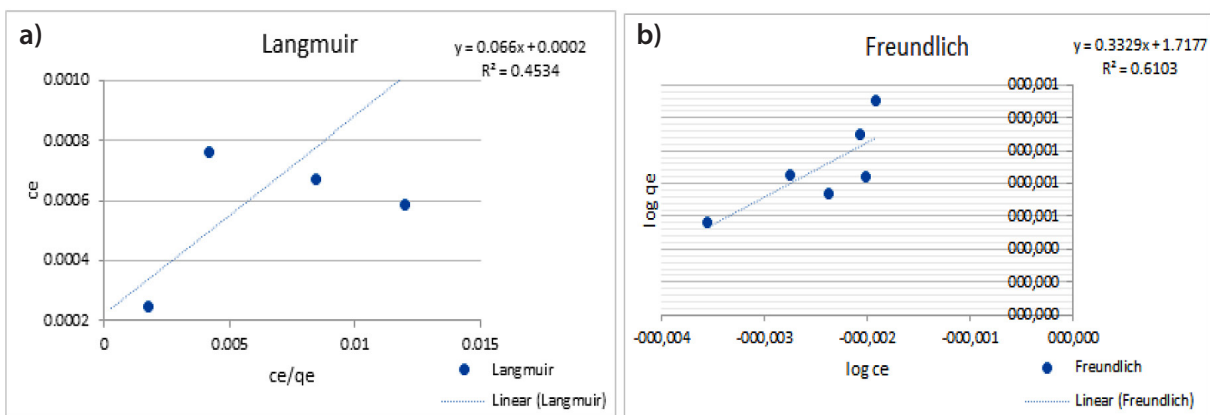 a)
Langmuir
y = 0.066x + 0.0002
R² = 0.4534
0.0010
0.0008
0.0006
0.0004
0.0002
ce
0
0.005
0.01
0.015
ce/qe
Langmuir
Linear (Langmuir)
b)
Freundlich
y = 0.3329x + 1.7177
R² = 0.6103
000,001
000,001
000,001
000,001
000,001
000,000
000,000
000,000
log qe
-000,004
-000,003
-000,002
-000,001
000,000
log ce
Freundlich
Linear (Freundlich)